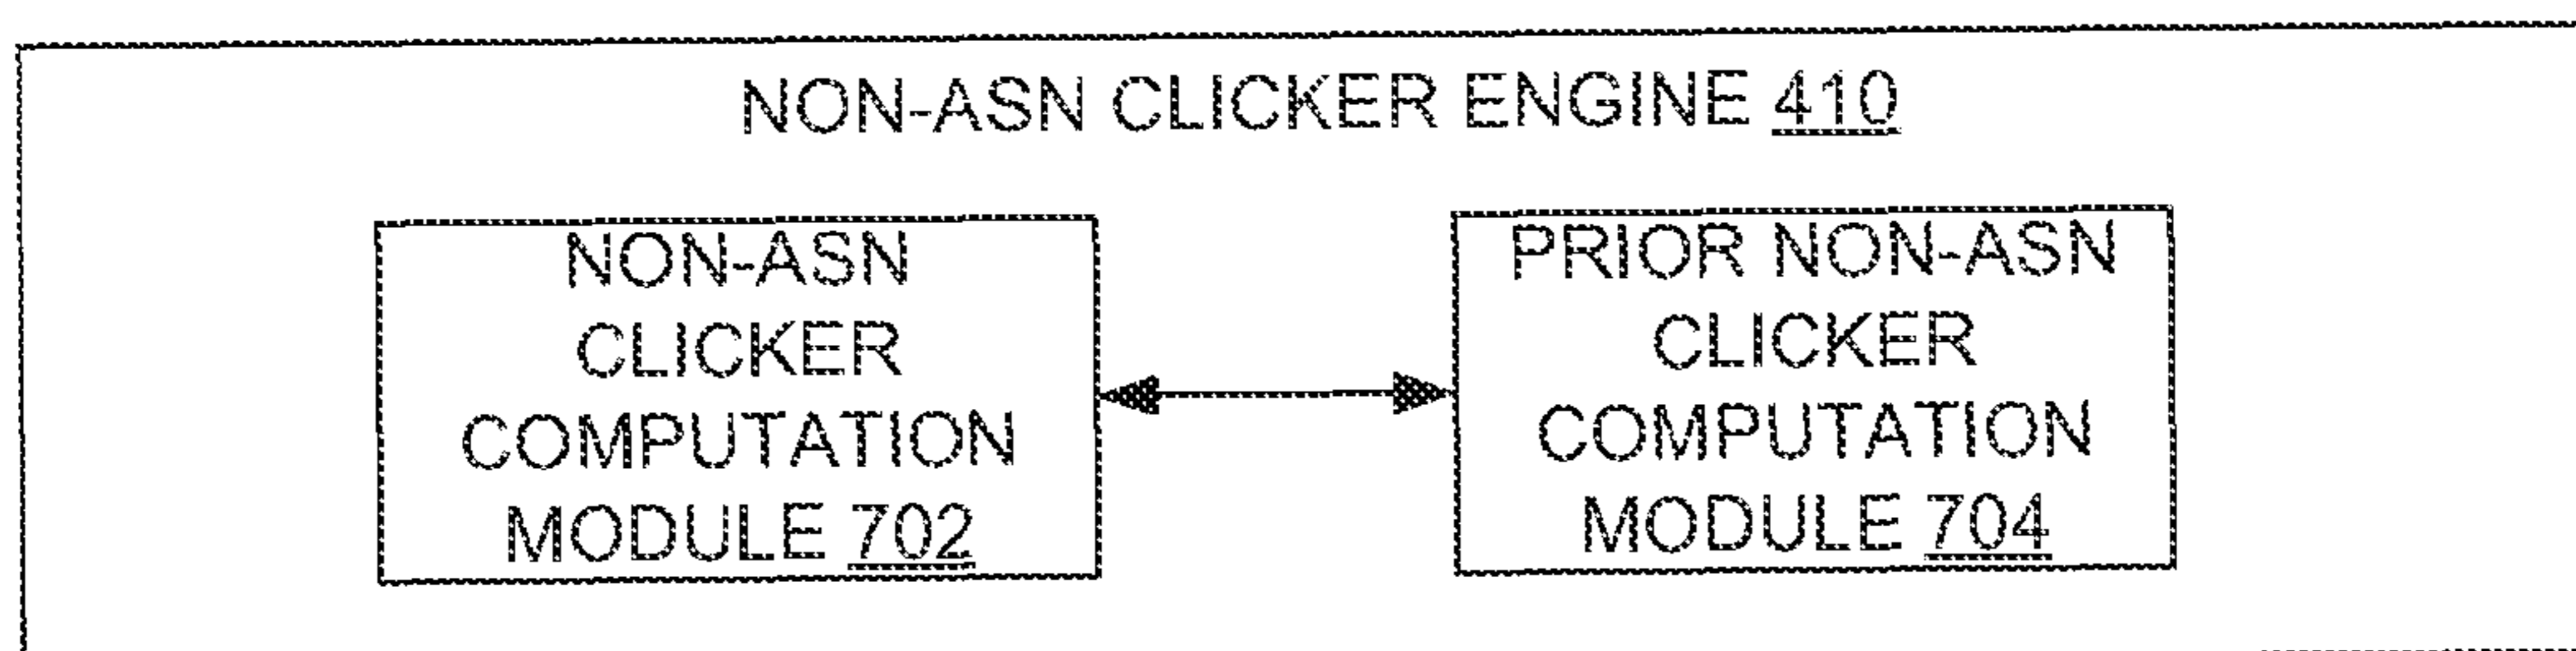 NON-ASN CLICKER ENGINE 410
NON-ASN
CLICKER
COMPUTATION
MODULE 702
PRIOR NON-ASN
CLICKER
COMPUTATION
MODULE 704